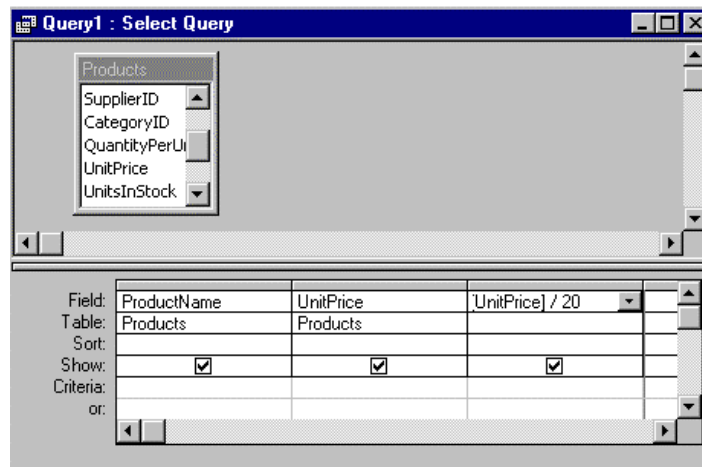 Query1 : Select Query
Products
SupplierID
CategoryID
QuantityPerUn
UnitPrice
UnitsInStock
Field: ProductName UnitPrice [UnitPrice] / 20
Table: Products Products
Sort:
Show:
Criteria:
or: